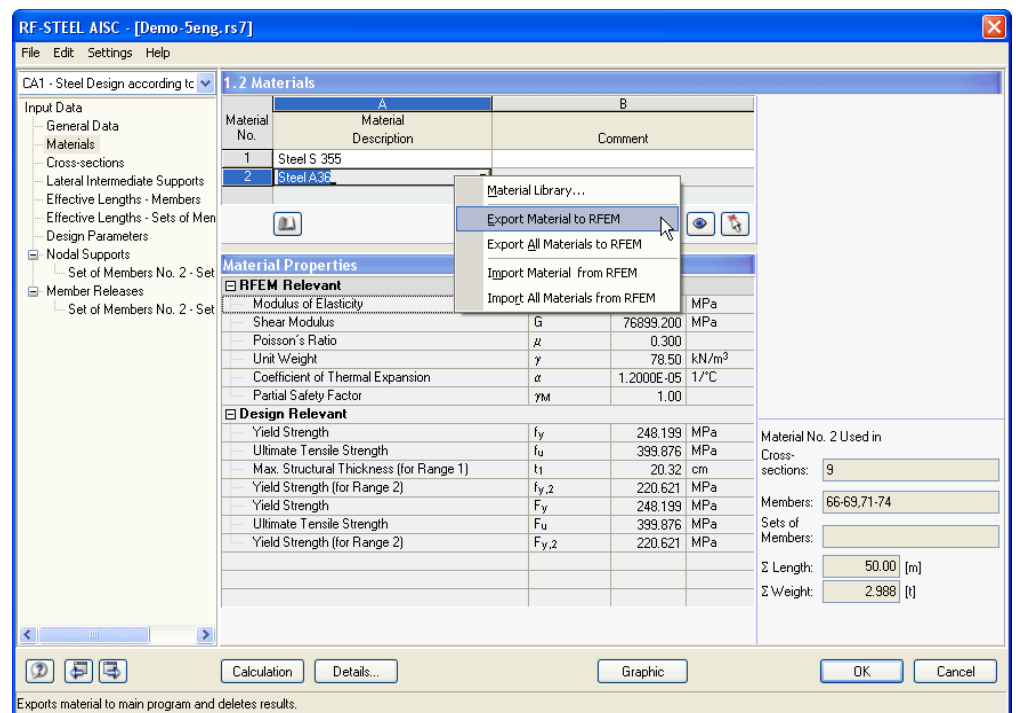 RF-STEEL AISC - [Demo-5eng.rs7]
File Edit Settings Help
CA1 - Steel Design according tc
1.2 Materials
Input Data
General Data
Materials
Cross-sections
Lateral Intermediate Supports
Effective Lengths - Members
Effective Lengths - Sets of Men
Design Parameters
Nodal Supports
Set of Members No. 2 - Set
Member Releases
Set of Members No. 2 - Set
A B
Material No. Material Description Comment
1 Steel S 355
2 Steel A36
Material Library...
Export Material to RFEM
Export All Materials to RFEM
Import Material from RFEM
Import All Materials from RFEM
Material Properties
RFEM Relevant
Modulus of Elasticity MPa
Shear Modulus G 76899.200 MPa
Poisson´s Ratio μ 0.300
Unit Weight γ 78.50 kN/m³
Coefficient of Thermal Expansion α 1.2000E-05 1/°C
Partial Safety Factor γM 1.00
Design Relevant
Yield Strength fy 248.199 MPa
Ultimate Tensile Strength fu 399.876 MPa
Max. Structural Thickness (for Range 1) t1 20.32 cm
Yield Strength (for Range 2) fy,2 220.621 MPa
Yield Strength Fy 248.199 MPa
Ultimate Tensile Strength Fu 399.876 MPa
Yield Strength (for Range 2) Fy,2 220.621 MPa
Material No. 2 Used in
Cross-
sections: 9
Members: 66-69,71-74
Sets of
Members:
Σ Length: 50.00 [m]
Σ Weight: 2.988 [t]
Calculation Details... Graphic OK Cancel
Exports material to main program and deletes results.